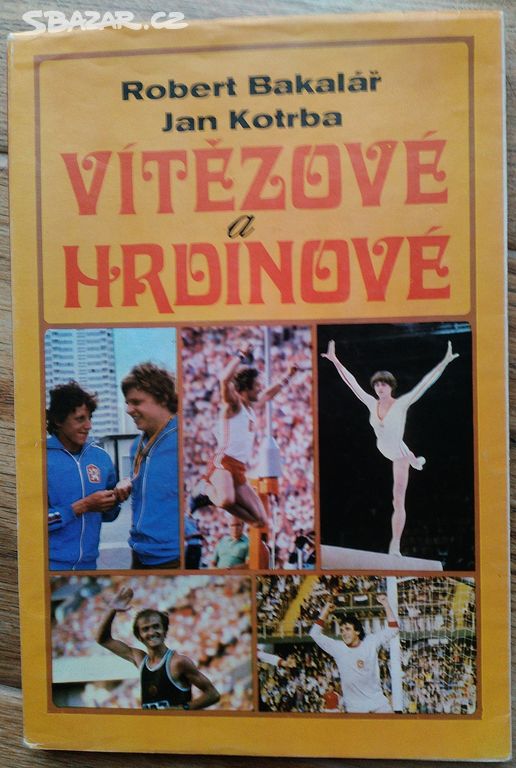 SBAZAR.CZ
Robert Bakalář
Jan Kotrba
VÍTĚZOVÉ
a
HRDINOVÉ